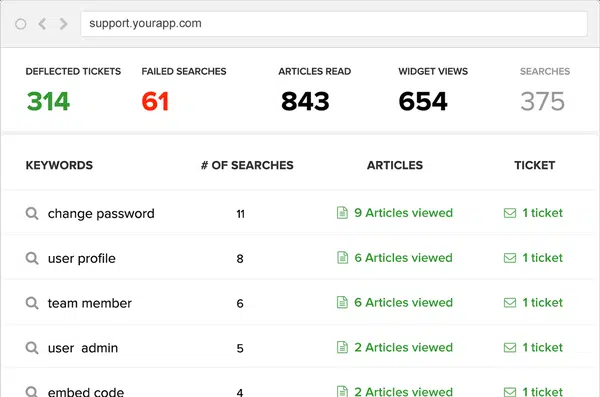 support.yourapp.com
DEFLECTED TICKETS FAILED SEARCHES ARTICLES READ WIDGET VIEWS SEARCHES
314 61 843 654 375
KEYWORDS # OF SEARCHES ARTICLES TICKET
change password 11 9 Articles viewed 1 ticket
user profile 8 6 Articles viewed 1 ticket
team member 6 6 Articles viewed 1 ticket
user admin 5 2 Articles viewed 1 ticket
embed code 4 2 Articles viewed 1 ticket